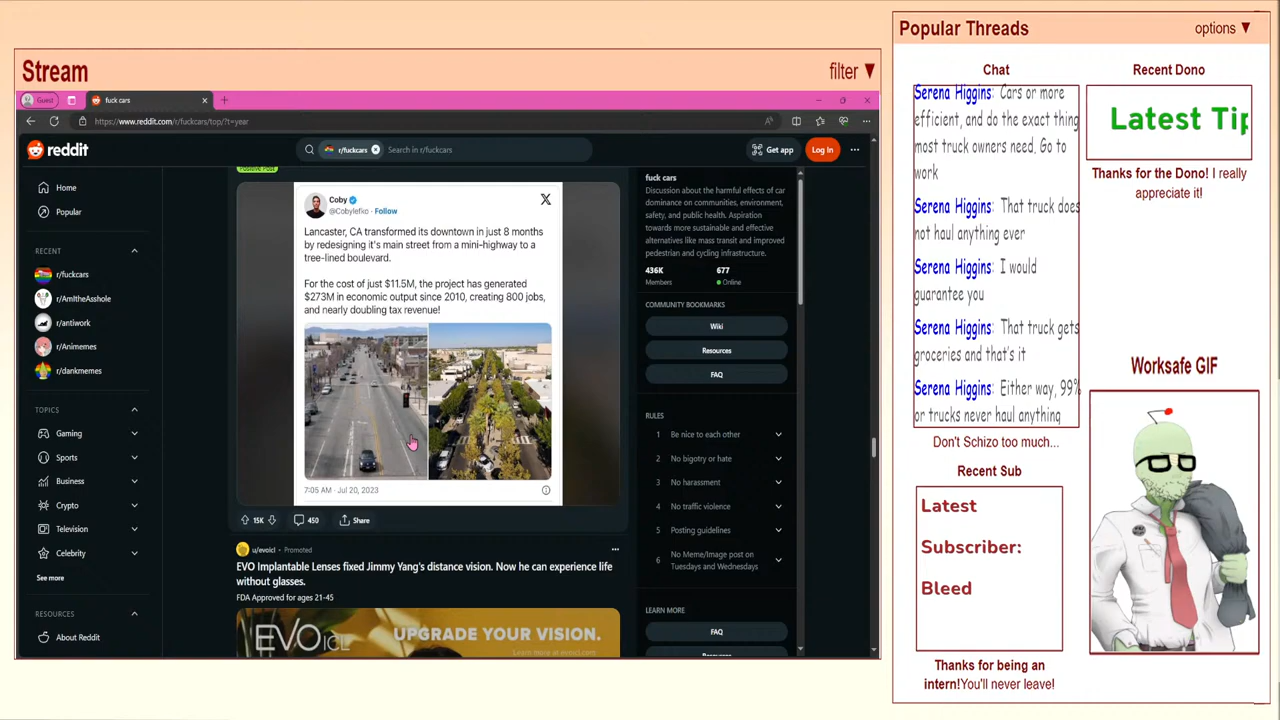 Stream
filter ▼
Guest
fuck cars
https://www.reddit.com/r/fuckcars/top/?t=year
reddit
r/fuckcars
Search in r/fuckcars
Get app
Log In
Home
Popular
RECENT
r/fuckcars
r/AmItheAsshole
r/antiwork
r/Animemes
r/dankmemes
TOPICS
Gaming
Sports
Business
Crypto
Television
Celebrity
See more
RESOURCES
About Reddit
Positive Post
Coby
@Cobylefko · Follow
X
Lancaster, CA transformed its downtown in just 8 months
by redesigning it's main street from a mini-highway to a
tree-lined boulevard.
For the cost of just $11.5M, the project has generated
$273M in economic output since 2010, creating 800 jobs,
and nearly doubling tax revenue!
7:05 AM · Jul 20, 2023
15K
450
Share
u/evoicl • Promoted
EVO Implantable Lenses fixed Jimmy Yang's distance vision. Now he can experience life
without glasses.
FDA Approved for ages 21-45
EVO ICL
UPGRADE YOUR VISION.
Learn more at evoicl.com
fuck cars
Discussion about the harmful effects of car
dominance on communities, environment,
safety, and public health. Aspiration
towards more sustainable and effective
alternatives like mass transit and improved
pedestrian and cycling infrastructure.
436K
677
Members
Online
COMMUNITY BOOKMARKS
Wiki
Resources
FAQ
RULES
1 Be nice to each other
2 No bigotry or hate
3 No harassment
4 No traffic violence
5 Posting guidelines
6 No Meme/Image post on
Tuesdays and Wednesdays
LEARN MORE
FAQ
Popular Threads
options ▼
Chat
Serena Higgins: Cars or more
efficient, and do the exact thing
most truck owners need. Go to
work
Serena Higgins: That truck does
not haul anything ever
Serena Higgins: I would
guarantee you
Serena Higgins: That truck gets
groceries and that's it
Serena Higgins: Either way, 99%
or trucks never haul anything
Don't Schizo too much...
Recent Sub
Latest
Subscriber:
Bleed
Thanks for being an
intern!You'll never leave!
Recent Dono
Latest Tip
Thanks for the Dono! I really
appreciate it!
Worksafe GIF